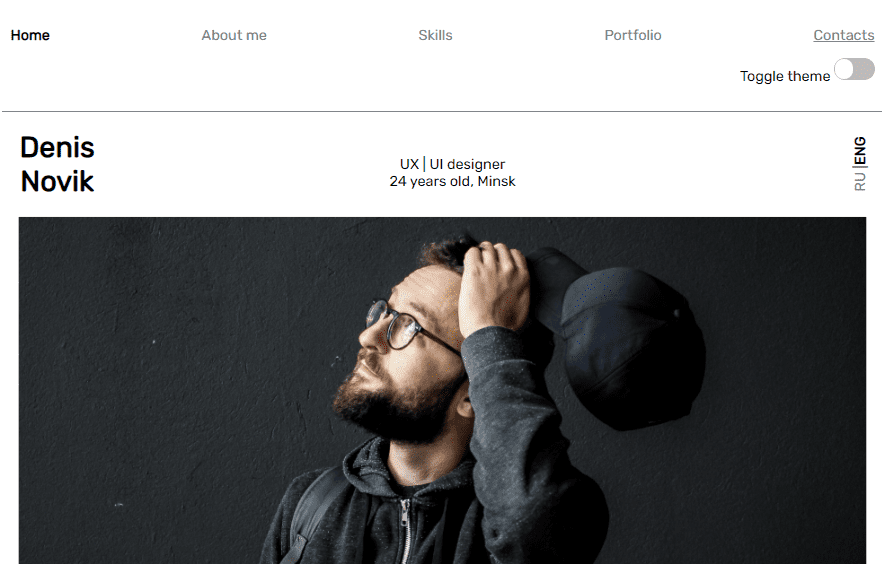 Home About me Skills Portfolio Contacts
Toggle theme
Denis
Novik
UX | UI designer
24 years old, Minsk
RU |ENG